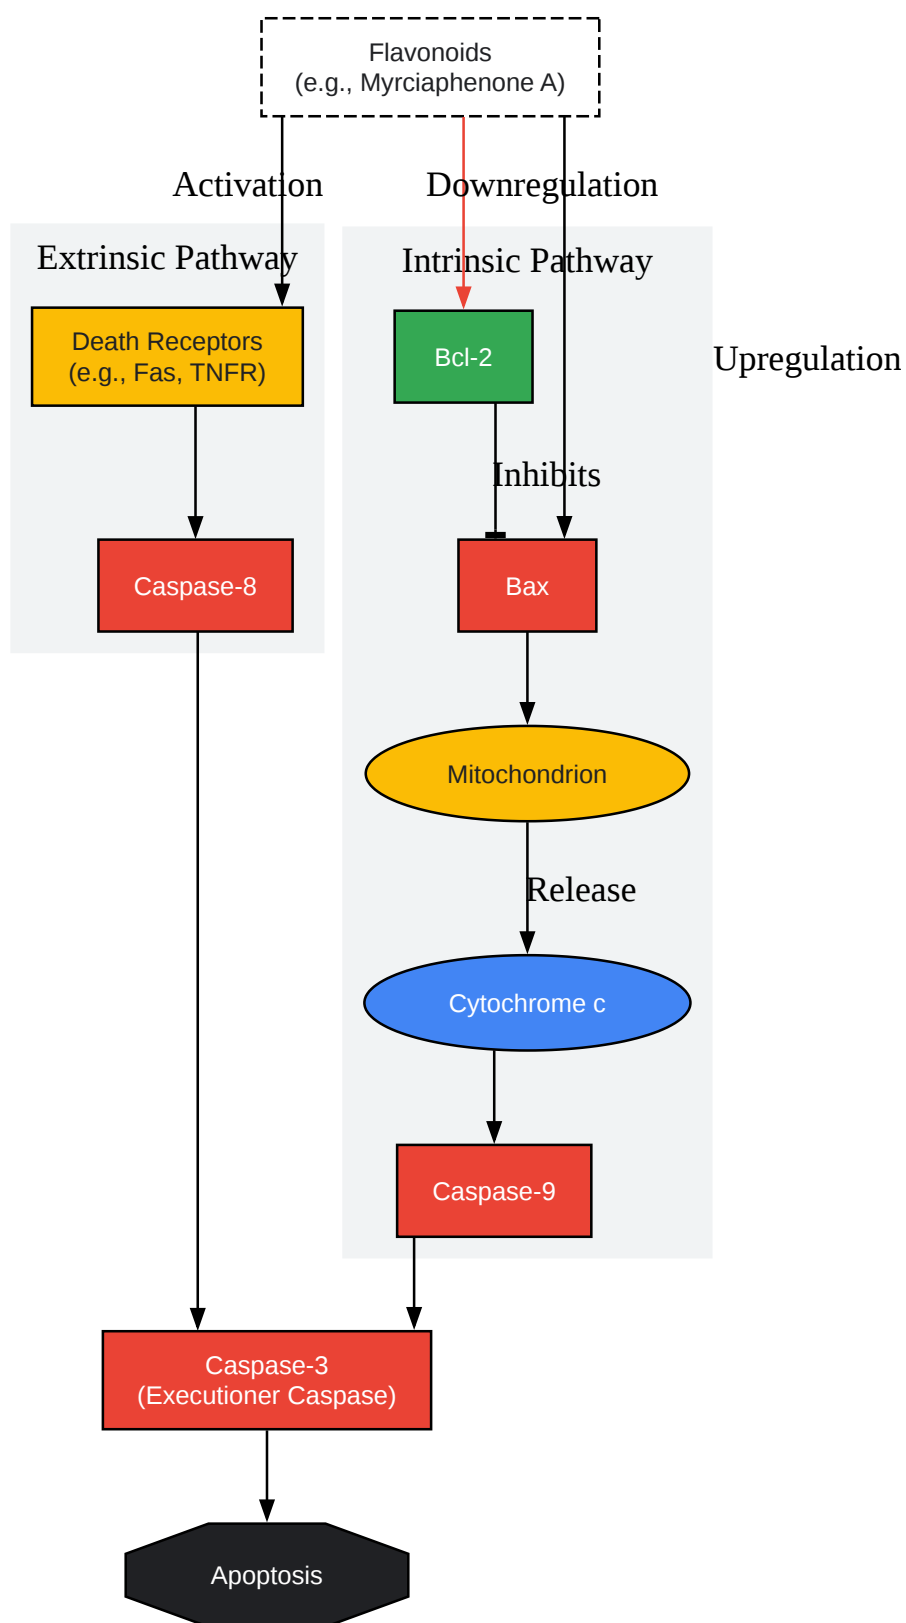 Flavonoids
(e.g., Myrciaphenone A)
Activation
Downregulation
Extrinsic Pathway
Intrinsic Pathway
Death Receptors
(e.g., Fas, TNFR)
Bcl-2
Upregulation
Inhibits
Caspase-8
Bax
Mitochondrion
Release
Cytochrome c
Caspase-9
Caspase-3
(Executioner Caspase)
Apoptosis